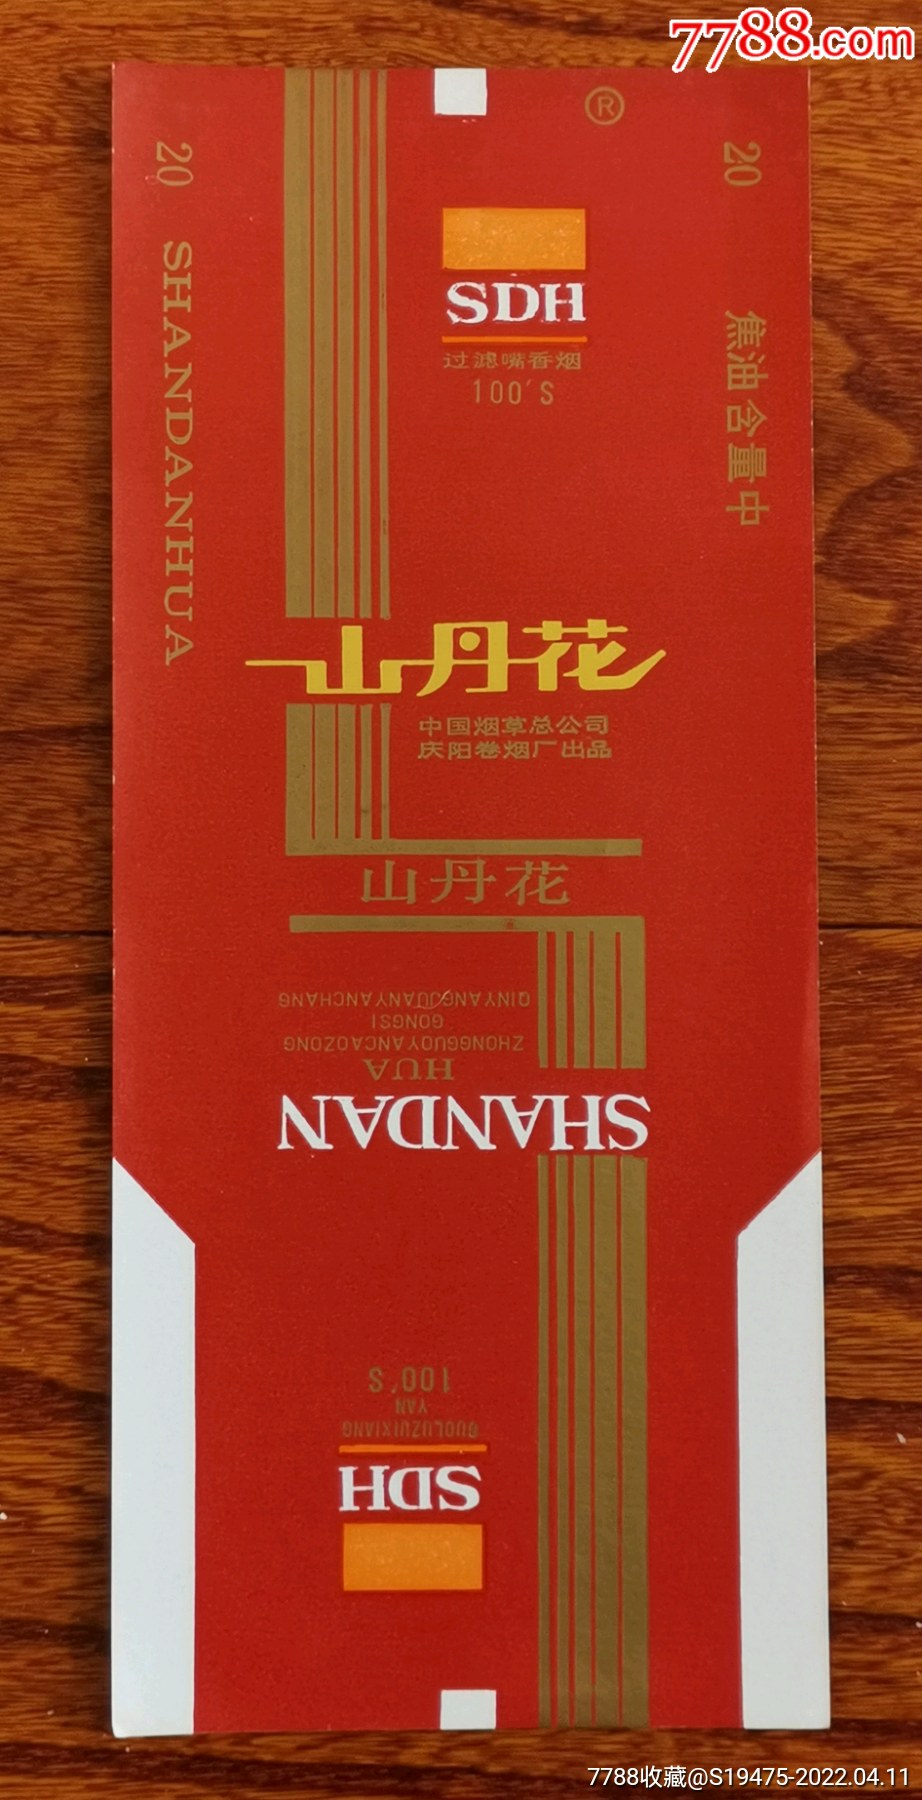 7788.com
®
20
SHANDANHUA
20
焦油含量中
SDH
过滤嘴香烟
100'S
山丹花
中国烟草总公司
庆阳卷烟厂出品
山丹花
SHANDAN
HUA
ZHONGGUOYANCAOZONG
GONGSI
QINYANGJUANYANCHANG
SDH
GUOLUZUIXIANG
YAN
100'S
7788收藏@S19475-2022.04.11